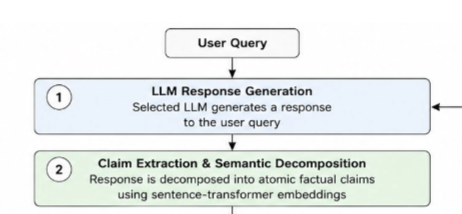 User Query
1
LLM Response Generation
Selected LLM generates a response
to the user query
2
Claim Extraction & Semantic Decomposition
Response is decomposed into atomic factual claims
using sentence-transformer embeddings